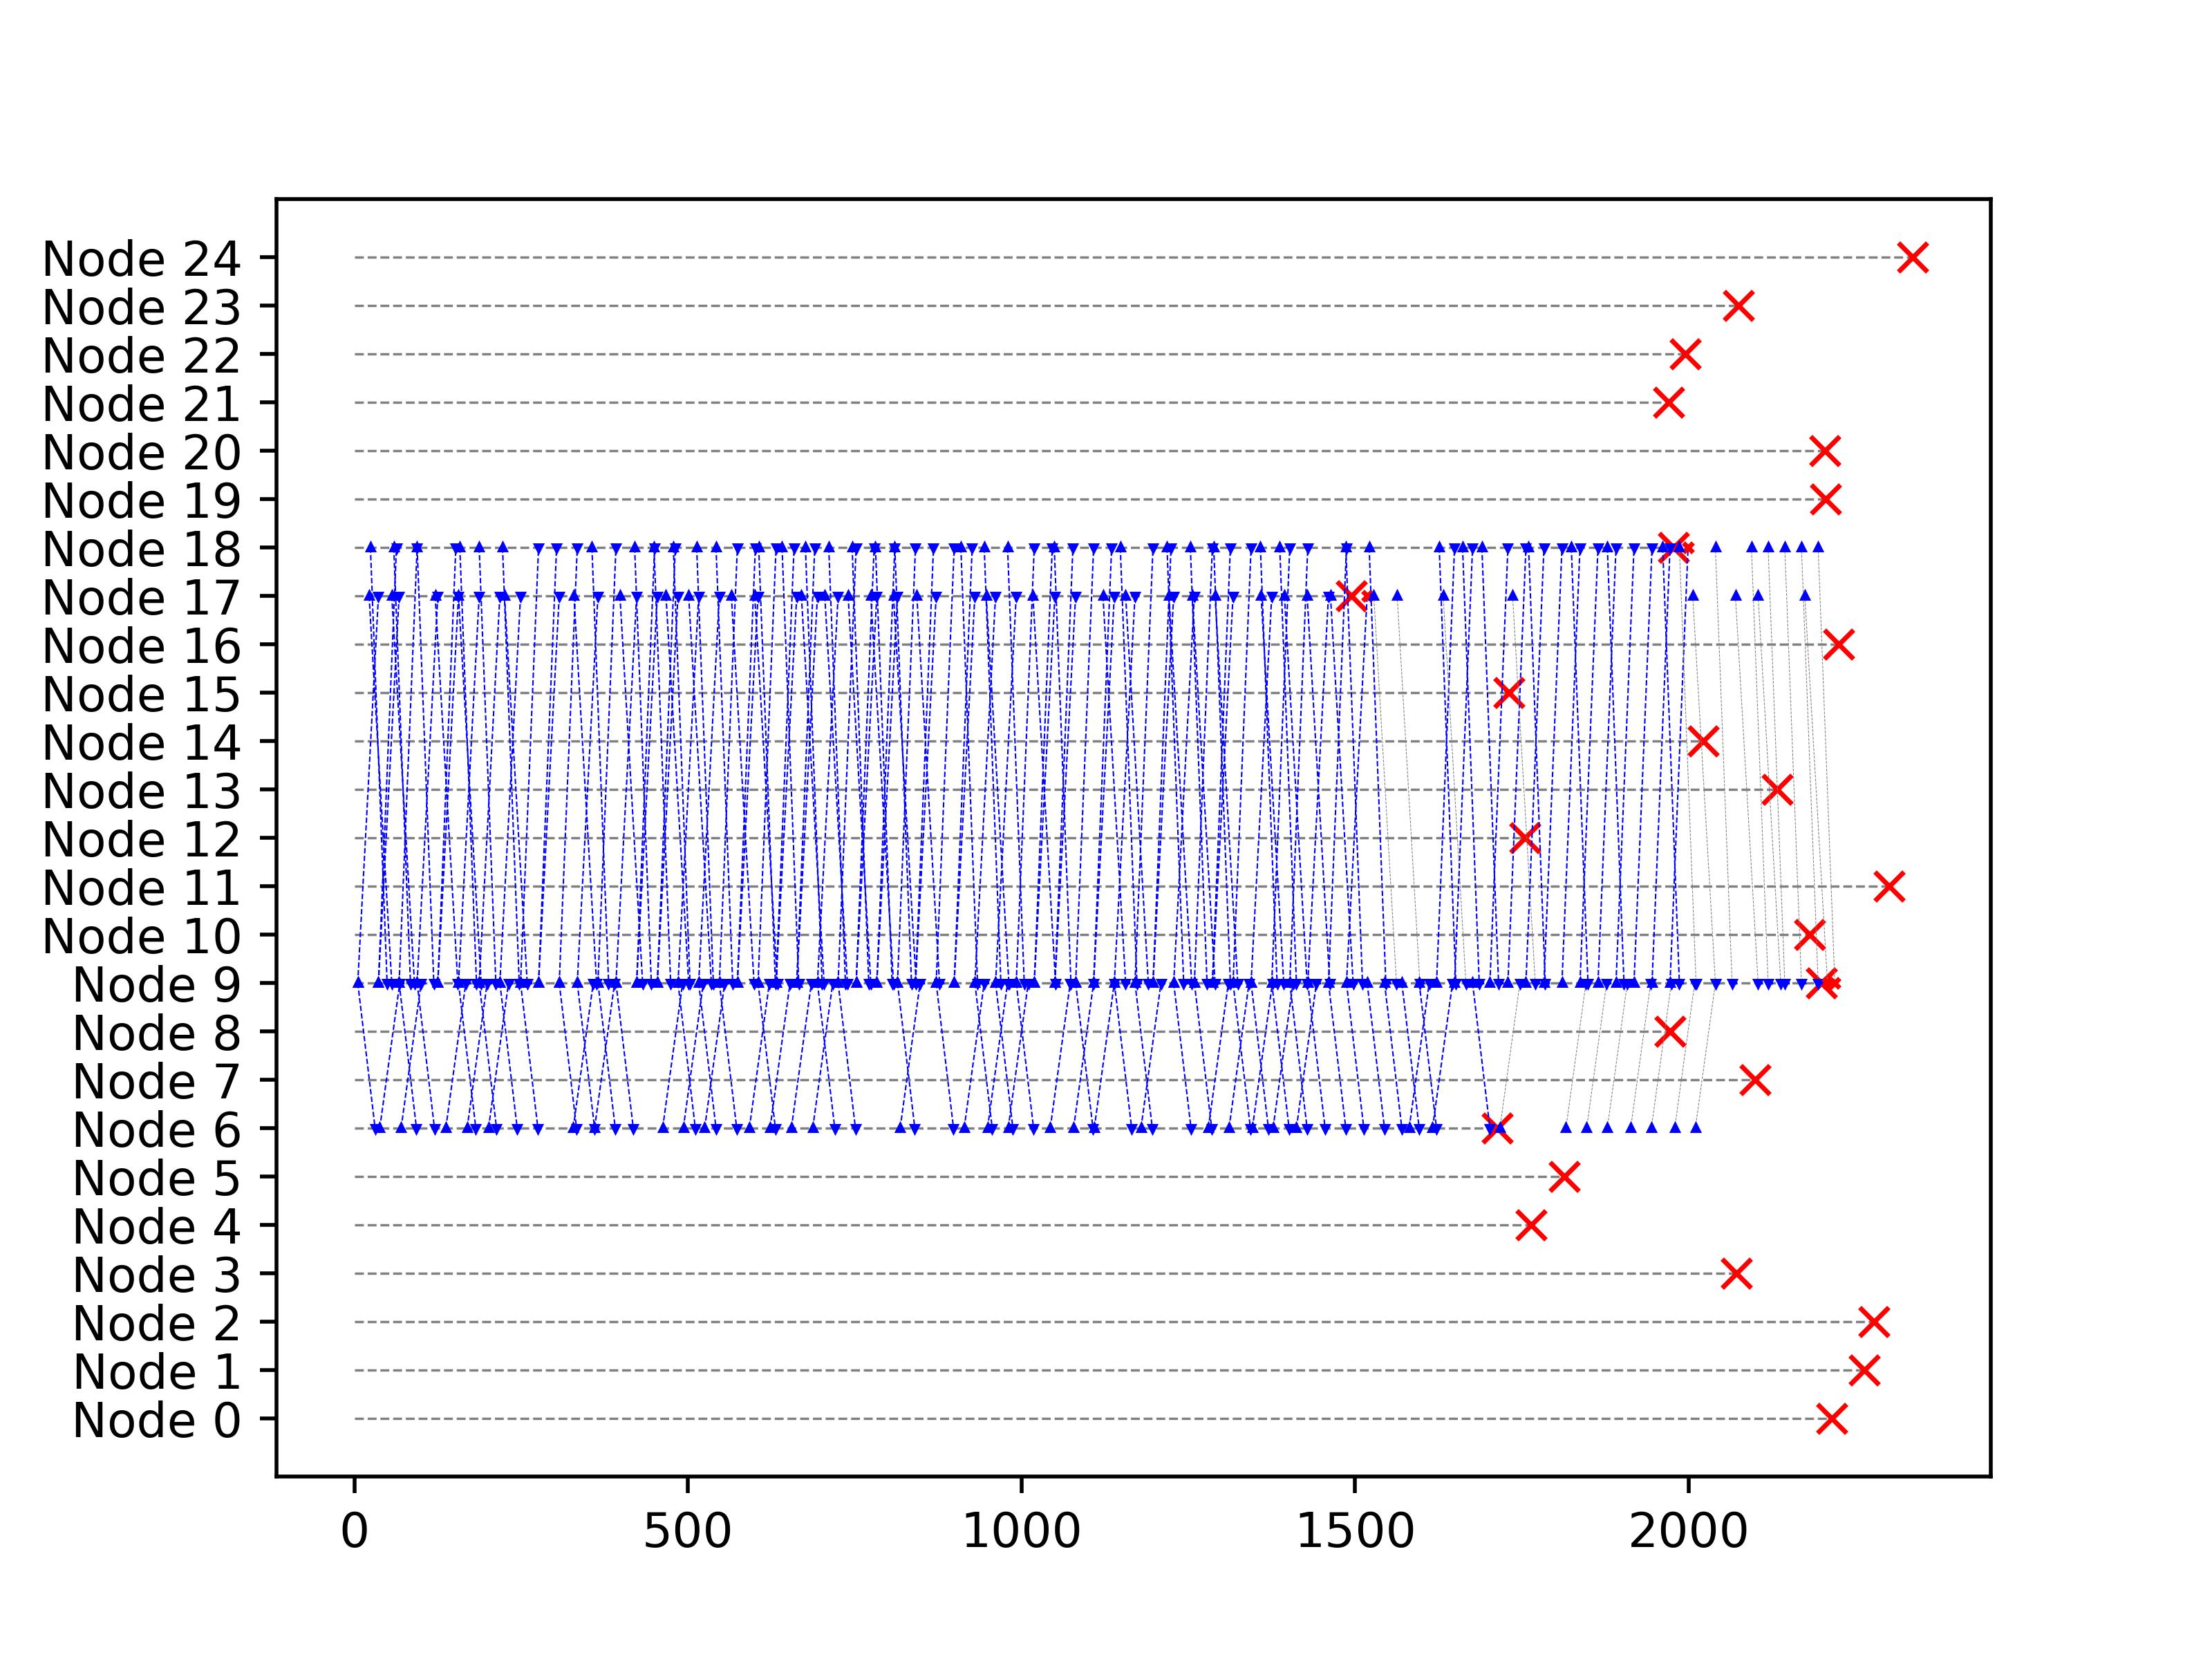 Node 24
Node 23
Node 22
Node 21
Node 20
Node 19
Node 18
Node 17
Node 16
Node 15
Node 14
Node 13
Node 12
Node 11
Node 10
Node 9
Node 8
Node 7
Node 6
Node 5
Node 4
Node 3
Node 2
Node 1
Node 0
0 500 1000 1500 2000